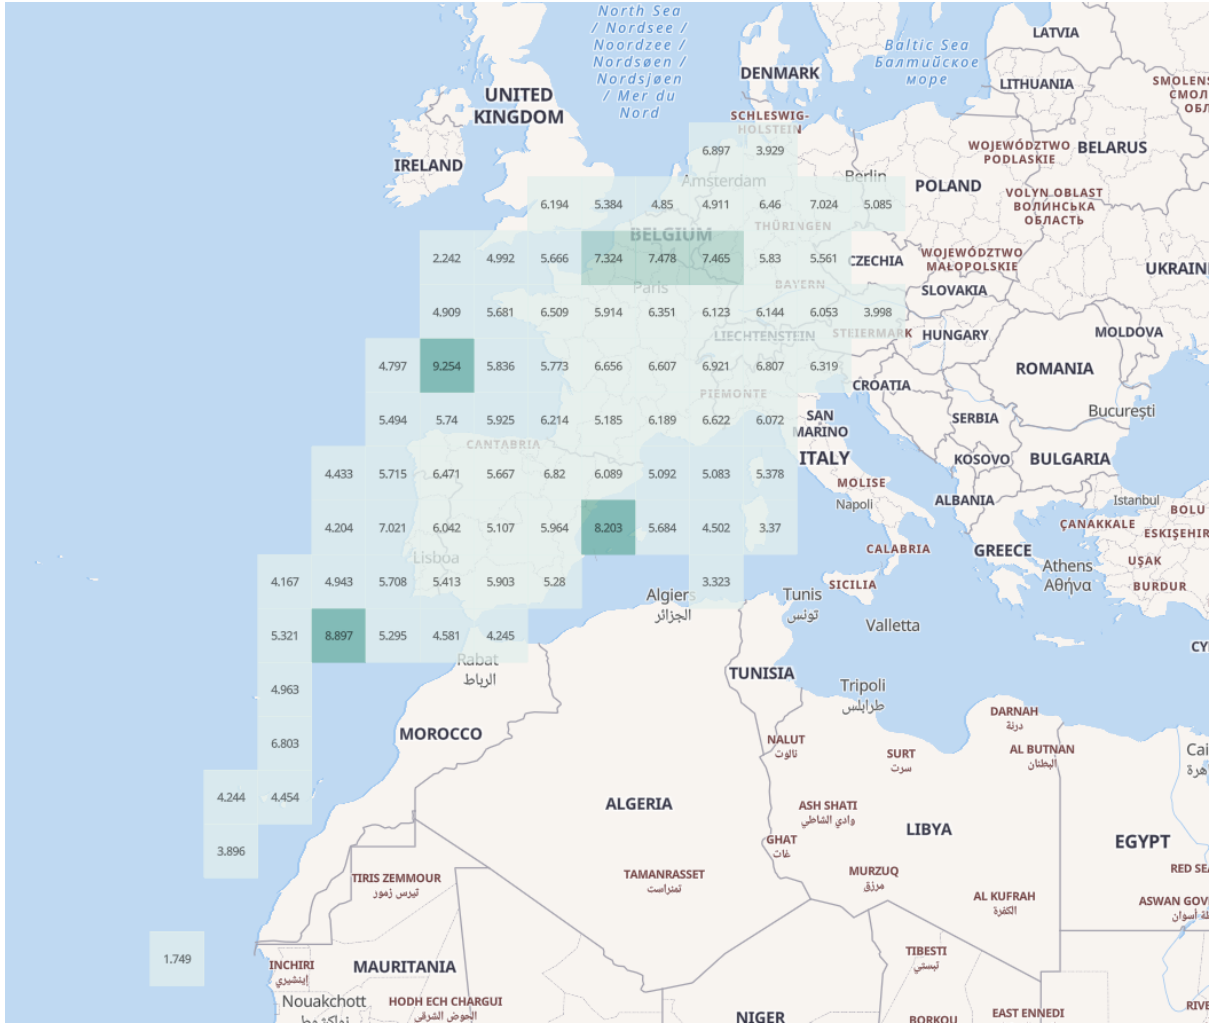 North Sea
/ Nordsee /
Noordzee /
Nordsøen /
Nordsjøen
/ Mer du
Nord
LATVIA
Baltic Sea
Балтийское
море
DENMARK
LITHUANIA
UNITED
KINGDOM
SCHLESWIG-
HOLSTEIN
IRELAND
6.897 3.929
WOJEWÓDZTWO
PODLASKIE
BELARUS
Amsterdam
Berlin
POLAND
VOLYN OBLAST
ВОЛИНСЬКА
ОБЛАСТЬ
6.194 5.384 4.85 4.911 6.46 7.024 5.085
THÜRINGEN
BELGIUM
2.242 4.992 5.666 7.324 7.478 7.465 5.83 5.561
CZECHIA
WOJEWÓDZTWO
MAŁOPOLSKIE
Paris
BAYERN
SLOVAKIA
4.909 5.681 6.509 5.914 6.351 6.123 6.144 6.053 3.998
LIECHTENSTEIN
STEIERMARK
HUNGARY
MOLDOVA
4.797 9.254 5.836 5.773 6.656 6.607 6.921 6.807 6.319
ROMANIA
CROATIA
PIEMONTE
5.494 5.74 5.925 6.214 5.185 6.189 6.622 6.072
SAN
MARINO
SERBIA
București
CANTABRIA
ITALY
KOSOVO
BULGARIA
4.433 5.715 6.471 5.667 6.82 6.089 5.092 5.083 5.378
MOLISE
Napoli
ALBANIA
Istanbul
BOLU
ÇANAKKALE
4.204 7.021 6.042 5.107 5.964 8.203 5.684 4.502 3.37
CALABRIA
GREECE
UŞAK
Lisboa
Athens
Αθήνα
4.167 4.943 5.708 5.413 5.903 5.28 3.323
SICILIA
BURDUR
Algiers
الجزائر
Tunis
تونس
Valletta
5.321 8.897 5.295 4.581 4.245
Rabat
الرباط
TUNISIA
4.963
Tripoli
طرابلس
DARNAH
درنة
MOROCCO
6.803
NALUT
نالوت
SURT
سرت
AL BUTNAN
البطنان
4.244 4.454
ALGERIA
ASH SHATI
وادي الشاطي
LIBYA
3.896
GHAT
غات
EGYPT
TIRIS ZEMMOUR
تيرس زمور
TAMANRASSET
تمنراست
MURZUQ
مرزق
AL KUFRAH
الكفرة
1.749
INCHIRI
إينشيري
MAURITANIA
TIBESTI
تيبستي
Nouakchott
HODH ECH CHARGUI
الحوض الشرقي
NIGER
BORKOU
EAST ENNEDI